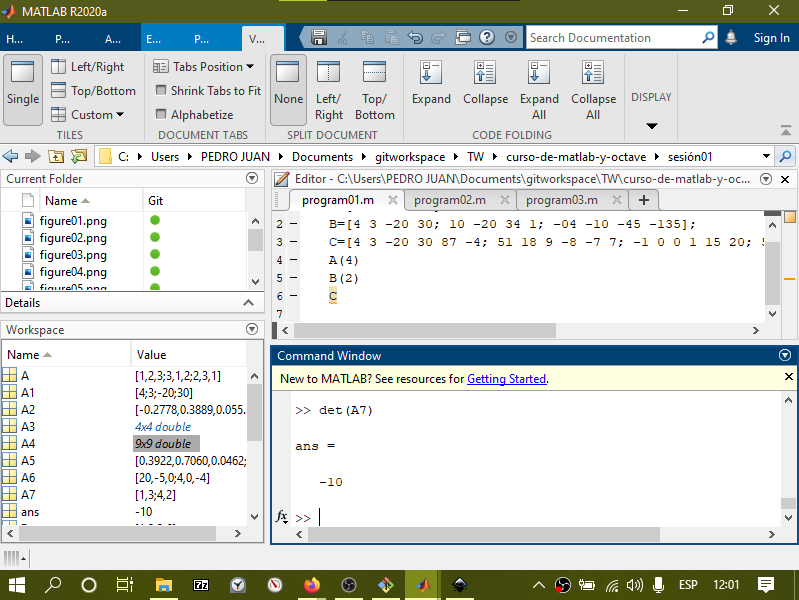 MATLAB R2020a
H... P... A... E... P... V... Search Documentation Sign In
Single Left/Right Top/Bottom Custom
Tabs Position Shrink Tabs to Fit Alphabetize
None Left/Right Top/Bottom
Expand Collapse Expand All Collapse All
DISPLAY
TILES DOCUMENT TABS SPLIT DOCUMENT CODE FOLDING
C: Users PEDRO JUAN Documents gitworkspace TW curso-de-matlab-y-octave sesión01
Current Folder
Name Git
figure01.png
figure02.png
figure03.png
figure04.png
figure05.png
Details
Workspace
Name Value
A [1,2,3;3,1,2;2,3,1]
A1 [4;3;-20;30]
A2 [-0.2778,0.3889,0.055...
A3 4x4 double
A4 9x9 double
A5 [0.3922,0.7060,0.0462;...
A6 [20,-5,0;4,0,-4]
A7 [1,3;4,2]
ans -10
Editor - C:\Users\PEDRO JUAN\Documents\gitworkspace\TW\curso-de-matlab-y-oc...
program01.m program02.m program03.m +
2 – B=[4 3 -20 30; 10 -20 34 1; -04 -10 -45 -135];
3 – C=[4 3 -20 30 87 -4; 51 18 9 -8 -7 7; -1 0 0 1 15 20; 5
4 – A(4)
5 – B(2)
6 – C
7
Command Window
New to MATLAB? See resources for Getting Started.
>> det(A7)
ans =
-10
fx >>
ESP 12:01